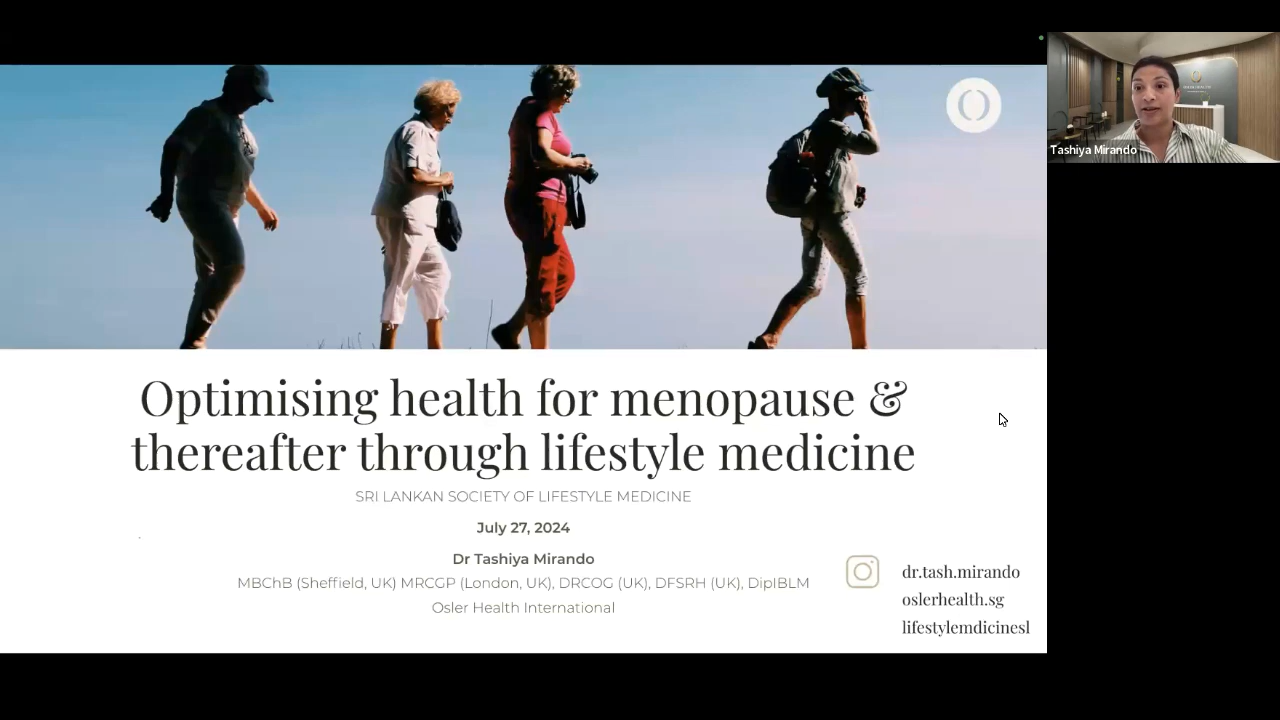 Optimising health for menopause &
thereafter through lifestyle medicine
SRI LANKAN SOCIETY OF LIFESTYLE MEDICINE
July 27, 2024
Dr Tashiya Mirando
MBChB (Sheffield, UK) MRCGP (London, UK), DRCOG (UK), DFSRH (UK), DipIBLM
Osler Health International
dr.tash.mirando
oslerhealth.sg
lifestylemdicinesl
Tashiya Mirando